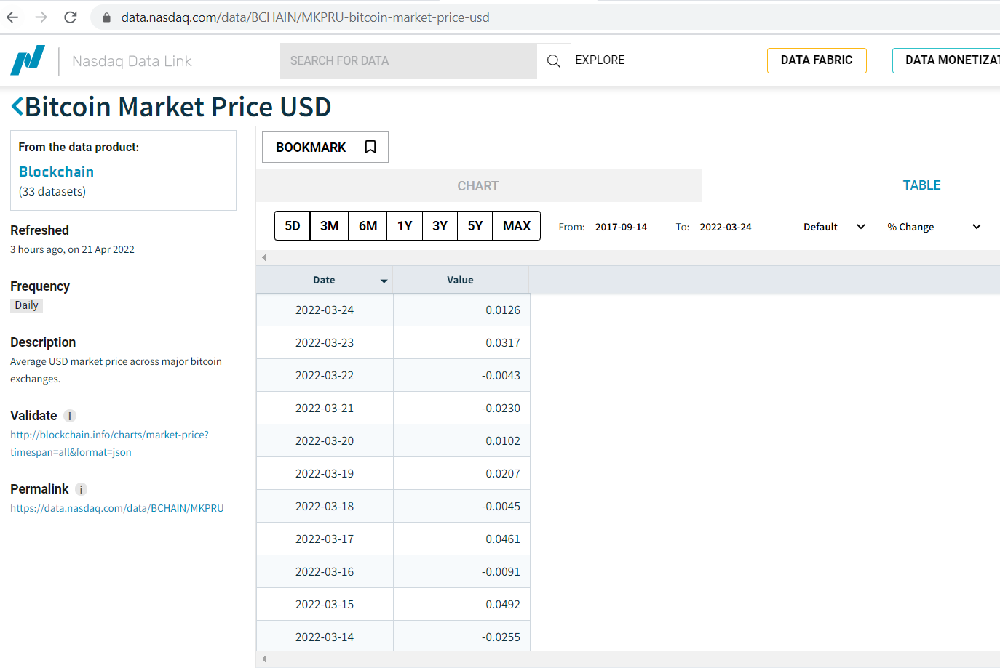 data.nasdaq.com/data/BCHAIN/MKPRU-bitcoin-market-price-usd
Nasdaq Data Link
SEARCH FOR DATA
EXPLORE
DATA FABRIC
DATA MONETIZAT
Bitcoin Market Price USD
From the data product:
Blockchain
(33 datasets)
Refreshed
3 hours ago, on 21 Apr 2022
Frequency
Daily
Description
Average USD market price across major bitcoin
exchanges.
Validate i
http://blockchain.info/charts/market-price?
timespan=all&format=json
Permalink i
https://data.nasdaq.com/data/BCHAIN/MKPRU
BOOKMARK
CHART
TABLE
5D 3M 6M 1Y 3Y 5Y MAX From: 2017-09-14 To: 2022-03-24 Default % Change
Date Value
2022-03-24 0.0126
2022-03-23 0.0317
2022-03-22 -0.0043
2022-03-21 -0.0230
2022-03-20 0.0102
2022-03-19 0.0207
2022-03-18 -0.0045
2022-03-17 0.0461
2022-03-16 -0.0091
2022-03-15 0.0492
2022-03-14 -0.0255